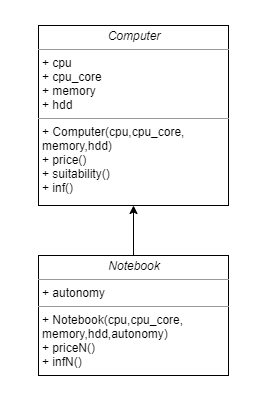 Computer
+ cpu
+ cpu_core
+ memory
+ hdd
+ Computer(cpu,cpu_core,
memory,hdd)
+ price()
+ suitability()
+ inf()
Notebook
+ autonomy
+ Notebook(cpu,cpu_core,
memory,hdd,autonomy)
+ priceN()
+ infN()